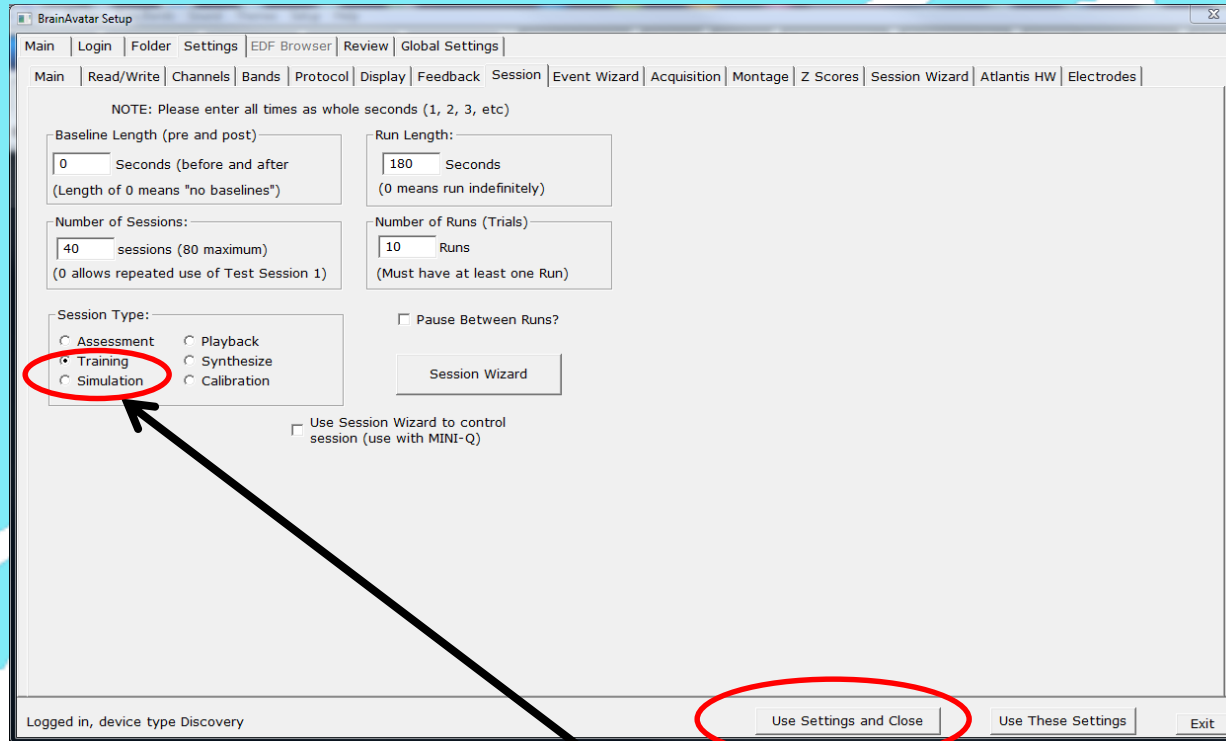 BrainAvatar Setup
Main Login Folder Settings EDF Browser Review Global Settings
Main Read/Write Channels Bands Protocol Display Feedback Session Event Wizard Acquisition Montage Z Scores Session Wizard Atlantis HW Electrodes
NOTE: Please enter all times as whole seconds (1, 2, 3, etc)
Baseline Length (pre and post)
0 Seconds (before and after
(Length of 0 means "no baselines")
Run Length:
180 Seconds
(0 means run indefinitely)
Number of Sessions:
40 sessions (80 maximum)
(0 allows repeated use of Test Session 1)
Number of Runs (Trials)
10 Runs
(Must have at least one Run)
Session Type:
Assessment Playback
Training Synthesize
Simulation Calibration
Pause Between Runs?
Session Wizard
Use Session Wizard to control
session (use with MINI-Q)
Logged in, device type Discovery
Use Settings and Close
Use These Settings
Exit